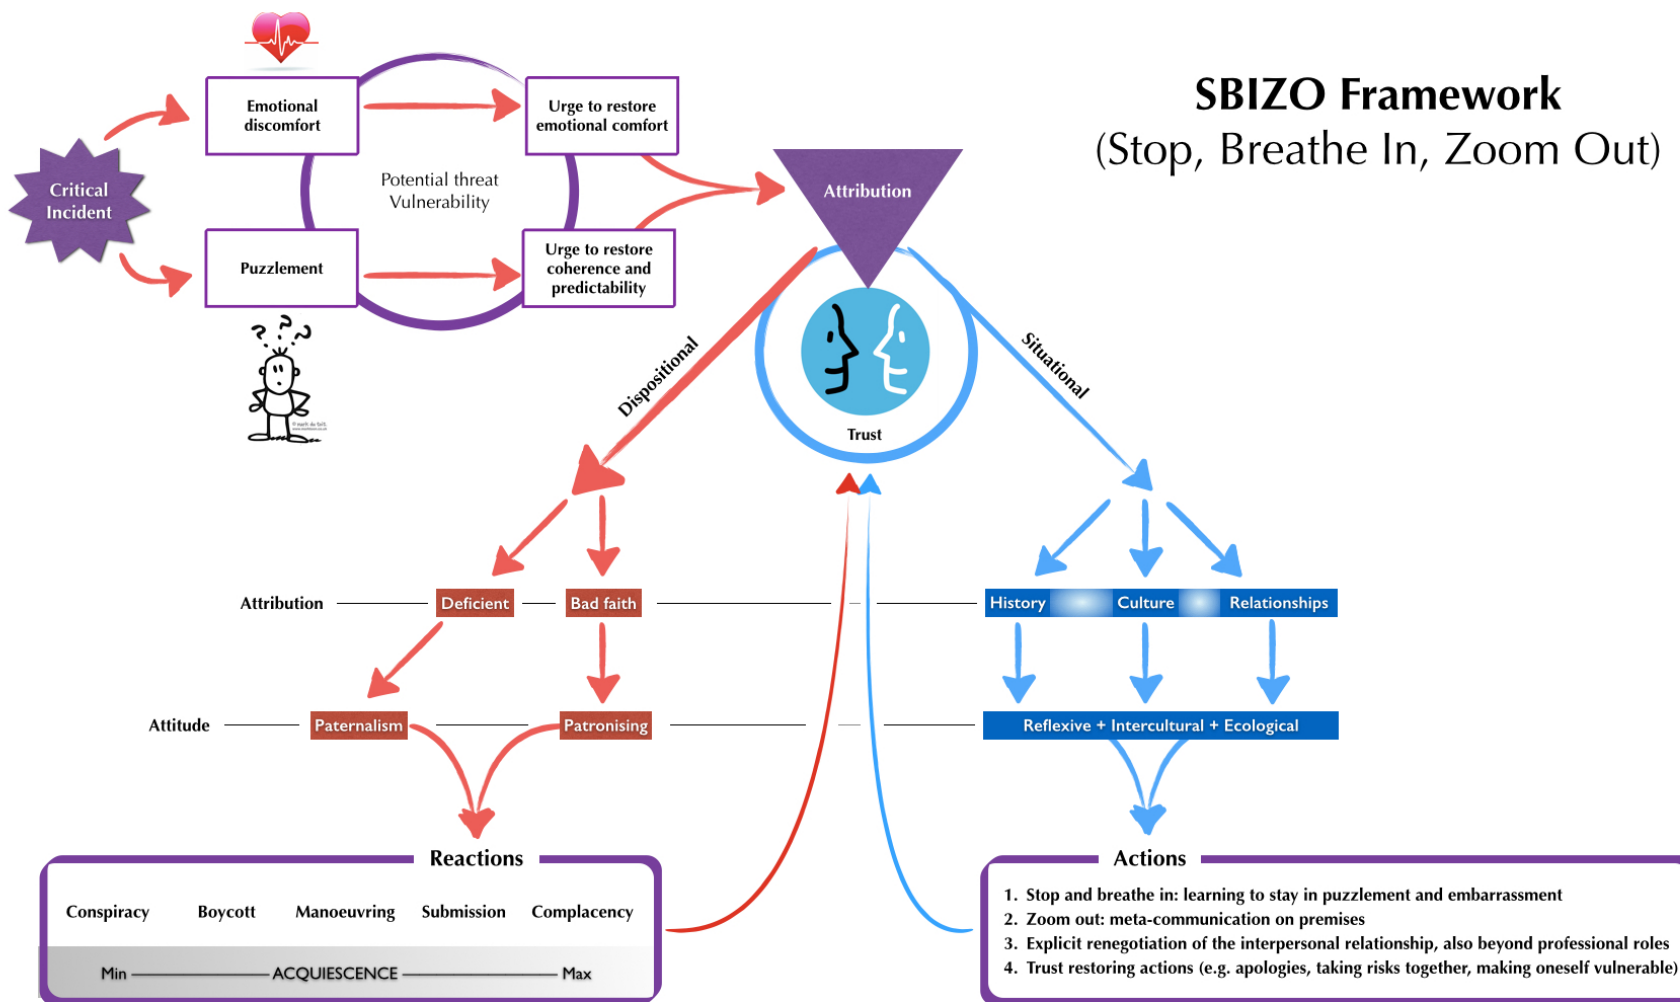 SBIZO Framework
(Stop, Breathe In, Zoom Out)
Critical
Incident
Emotional
discomfort
Urge to restore
emotional comfort
Potential threat
Vulnerability
Puzzlement
Urge to restore
coherence and
predictability
Attribution
Dispositional
Situational
Trust
Attribution
Deficient
Bad faith
History
Culture
Relationships
Attitude
Paternalism
Patronising
Reflexive + Intercultural + Ecological
Reactions
Conspiracy Boycott Manoeuvring Submission Complacency
Min ACQUIESCENCE Max
Actions
1. Stop and breathe in: learning to stay in puzzlement and embarrassment
2. Zoom out: meta-communication on premises
3. Explicit renegotiation of the interpersonal relationship, also beyond professional roles
4. Trust restoring actions (e.g. apologies, taking risks together, making oneself vulnerable)